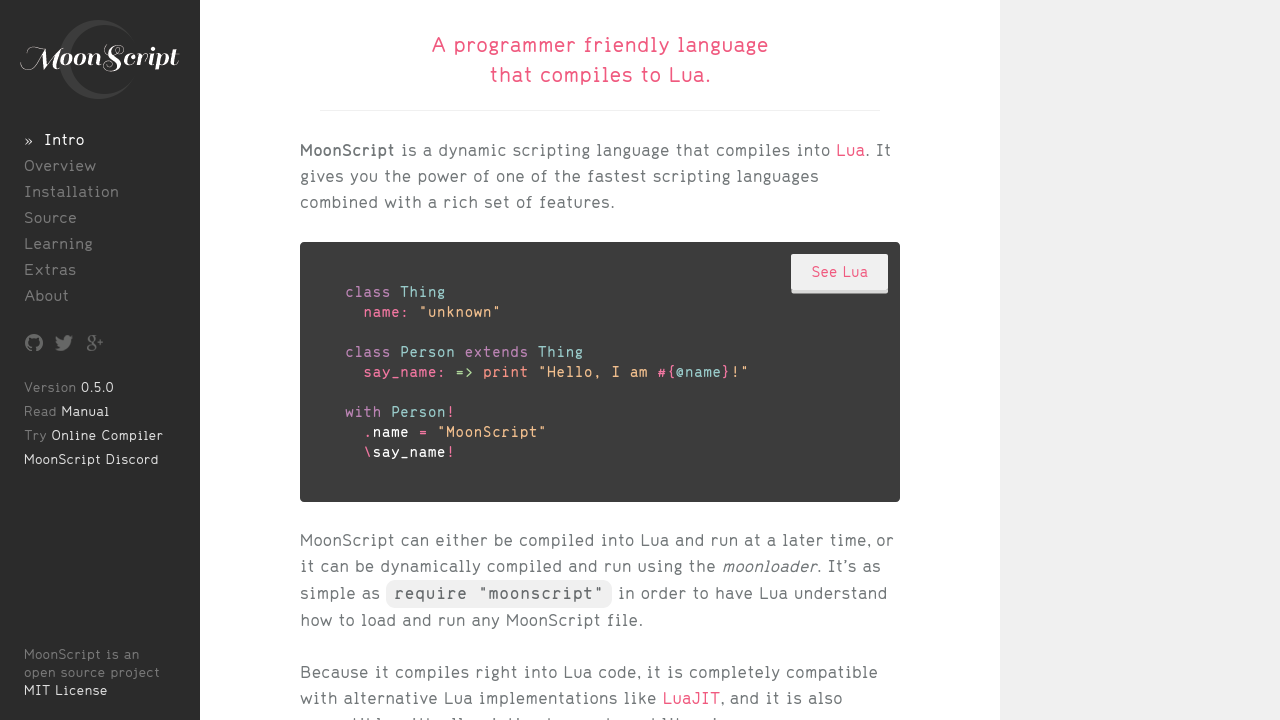 MoonScript
» Intro
Overview
Installation
Source
Learning
Extras
About
Version 0.5.0
Read Manual
Try Online Compiler
MoonScript Discord
MoonScript is an
open source project
MIT License
A programmer friendly language
that compiles to Lua.
MoonScript is a dynamic scripting language that compiles into Lua. It
gives you the power of one of the fastest scripting languages
combined with a rich set of features.
See Lua
class Thing
  name: "unknown"
class Person extends Thing
  say_name: => print "Hello, I am #{@name}!"
with Person!
  .name = "MoonScript"
  \say_name!
MoonScript can either be compiled into Lua and run at a later time, or
it can be dynamically compiled and run using the moonloader. It's as
simple as require "moonscript" in order to have Lua understand
how to load and run any MoonScript file.
Because it compiles right into Lua code, it is completely compatible
with alternative Lua implementations like LuaJIT, and it is also